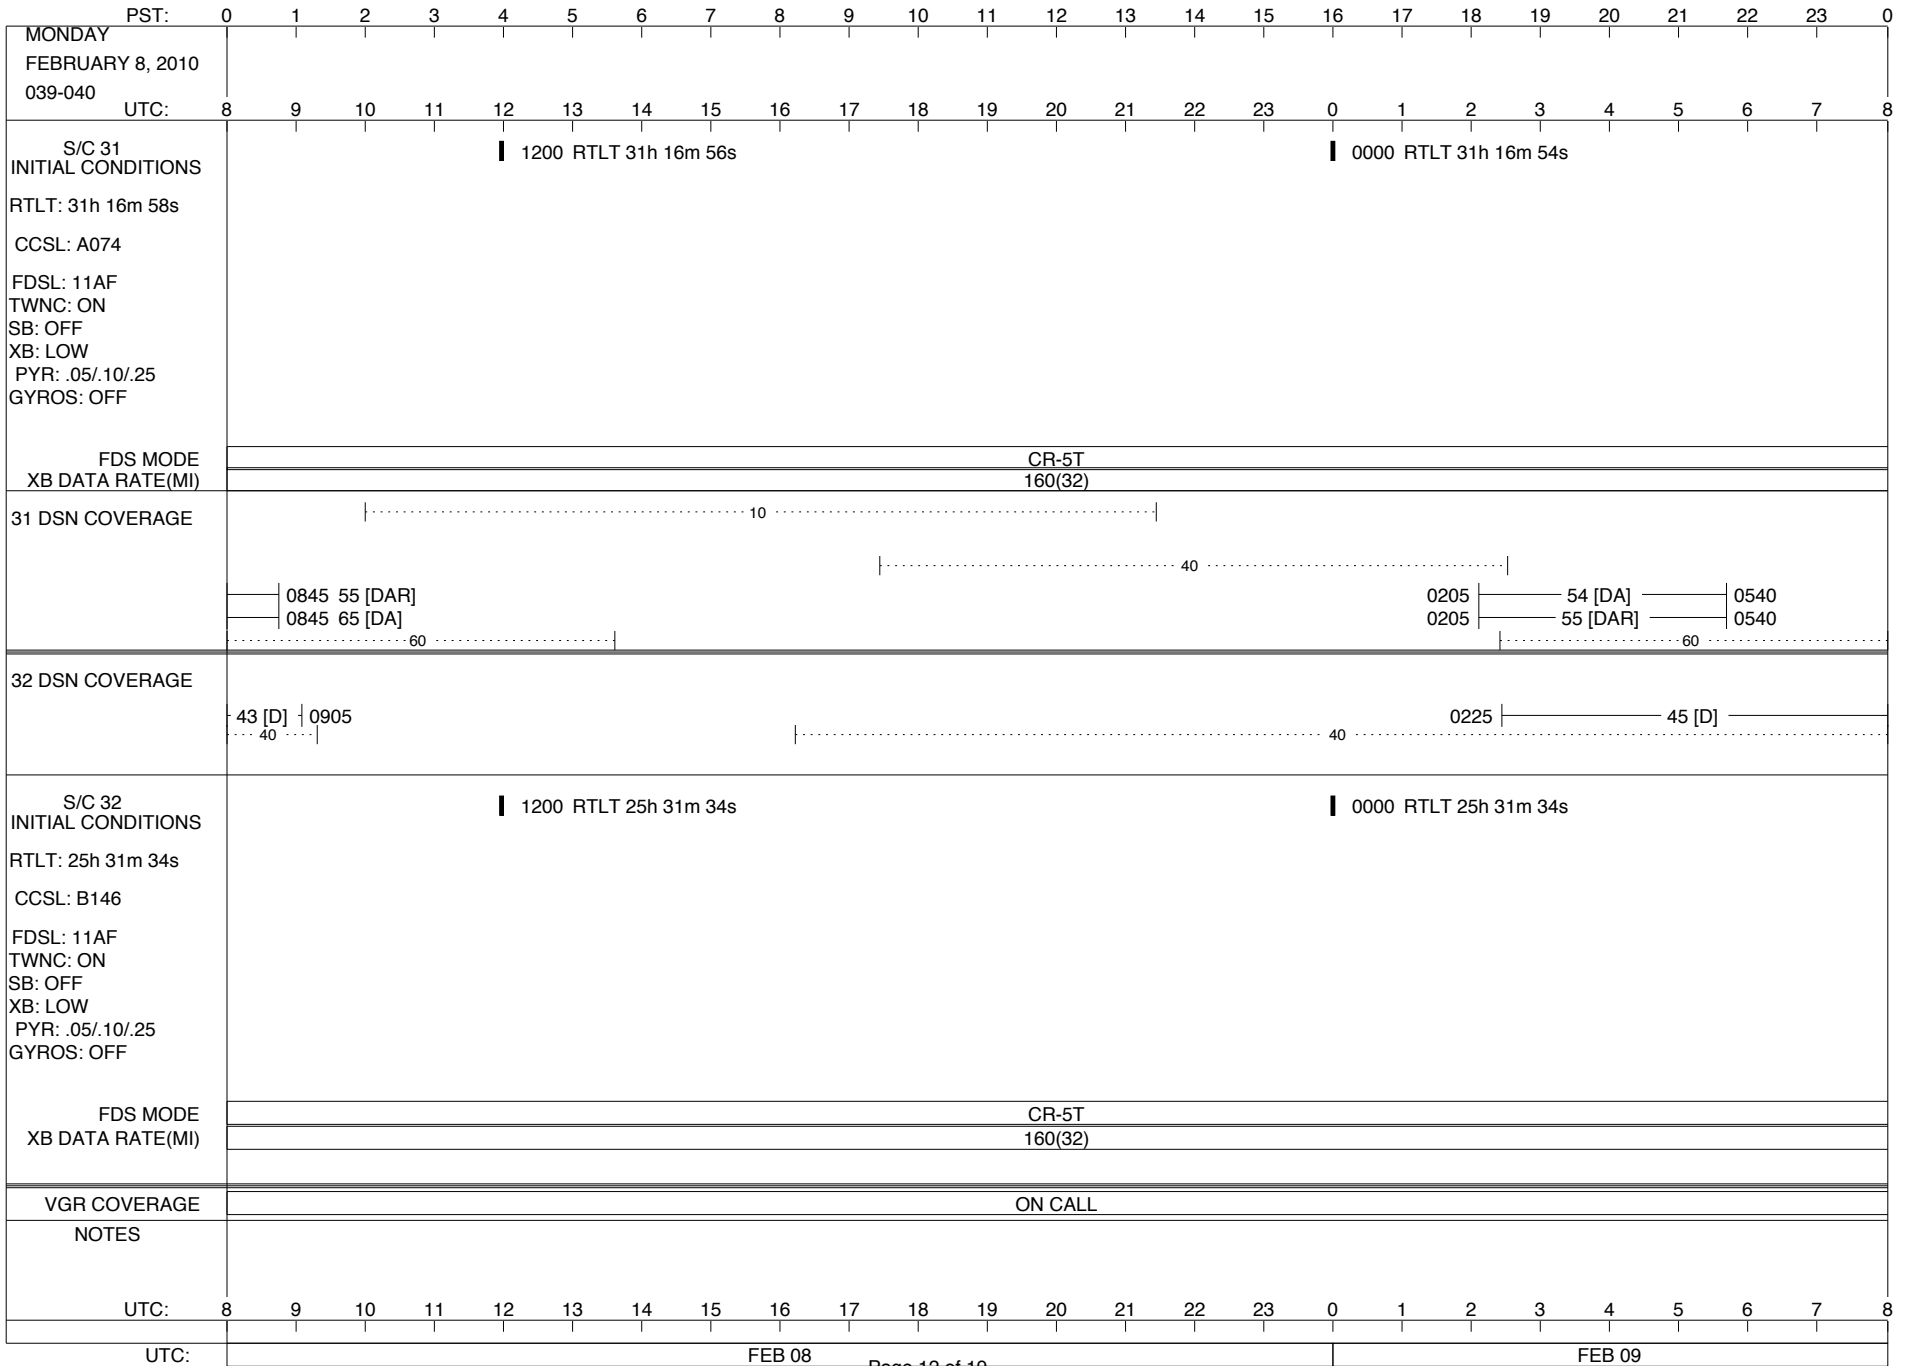 PST: 0 1 2 3 4 5 6 7 8 9 10 11 12 13 14 15 16 17 18 19 20 21 22 23 0
MONDAY
FEBRUARY 8, 2010
039-040
UTC: 8 9 10 11 12 13 14 15 16 17 18 19 20 21 22 23 0 1 2 3 4 5 6 7 8
S/C 31
INITIAL CONDITIONS
1200 RTLT 31h 16m 56s
0000 RTLT 31h 16m 54s
RTLT: 31h 16m 58s
CCSL: A074
FDSL: 11AF
TWNC: ON
SB: OFF
XB: LOW
PYR: .05/.10/.25
GYROS: OFF
FDS MODE CR-5T
XB DATA RATE(MI) 160(32)
31 DSN COVERAGE
10
40
0845 55 [DAR] 0205 54 [DA] 0540
0845 65 [DA] 0205 55 [DAR] 0540
60 60
32 DSN COVERAGE
43 [D] 0905 0225 45 [D]
40 40
S/C 32
INITIAL CONDITIONS
1200 RTLT 25h 31m 34s
0000 RTLT 25h 31m 34s
RTLT: 25h 31m 34s
CCSL: B146
FDSL: 11AF
TWNC: ON
SB: OFF
XB: LOW
PYR: .05/.10/.25
GYROS: OFF
FDS MODE CR-5T
XB DATA RATE(MI) 160(32)
VGR COVERAGE ON CALL
NOTES
UTC: 8 9 10 11 12 13 14 15 16 17 18 19 20 21 22 23 0 1 2 3 4 5 6 7 8
UTC: FEB 08 FEB 09
Page 12 of 19